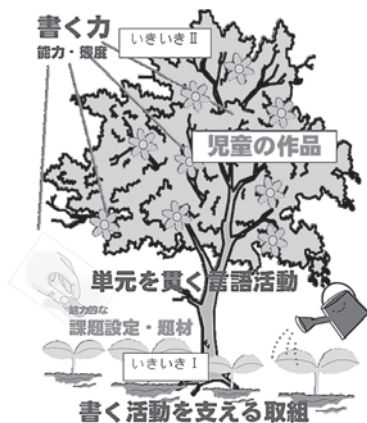 書く力
能力・態度
いきいきⅡ
児童の作品
単元を貫く言語活動
魅力的な
課題設定・題材
いきいきⅠ
書く活動を支える取組